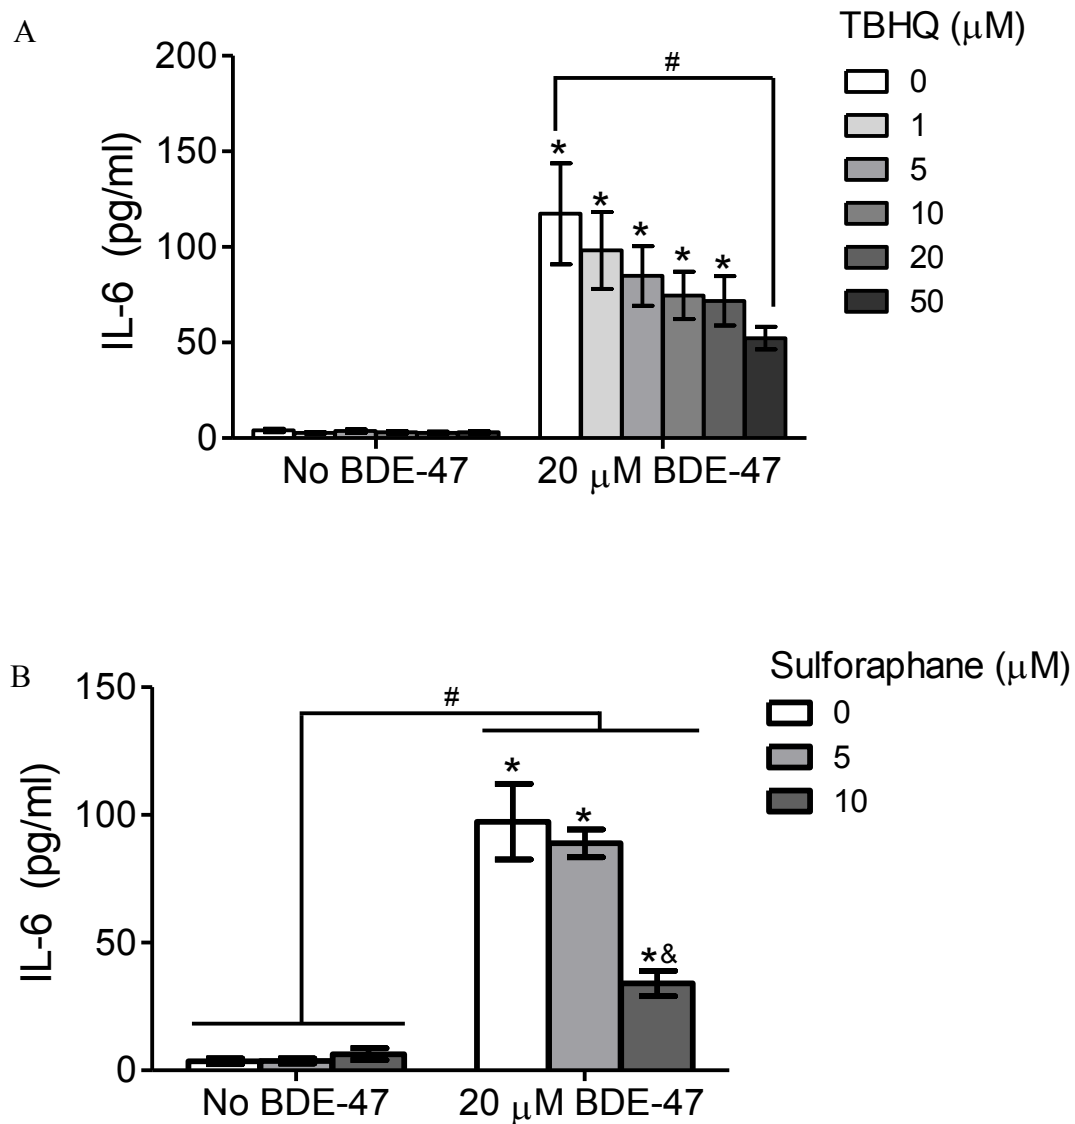 A
TBHQ (μM)
0
1
5
10
20
50
IL-6 (pg/ml)
200
150
100
50
0
#
*
*
*
*
*
No BDE-47
20 μM BDE-47
B
Sulforaphane (μM)
0
5
10
IL-6 (pg/ml)
150
100
50
0
#
*
*
*&
No BDE-47
20 μM BDE-47